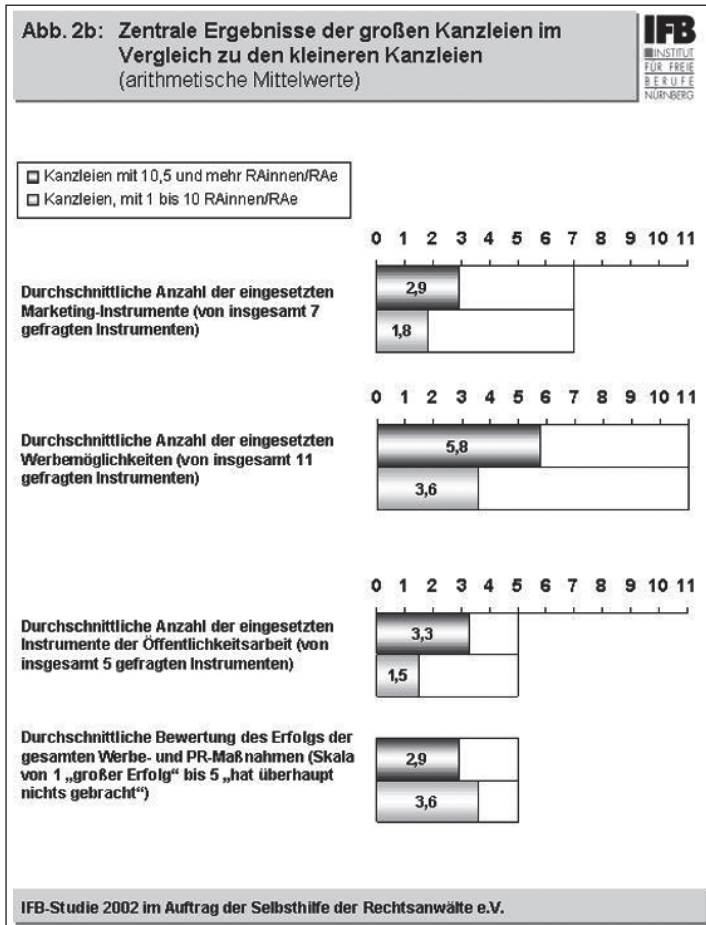 Abb. 2b: Zentrale Ergebnisse der großen Kanzleien im
Vergleich zu den kleineren Kanzleien
(arithmetische Mittelwerte)
IFB
INSTITUT
FÜR FREIE
BERUFE
NÜRNBERG
Kanzleien mit 10,5 und mehr RAinnen/RAe
Kanzleien, mit 1 bis 10 RAinnen/RAe
0 1 2 3 4 5 6 7 8 9 10 11
Durchschnittliche Anzahl der eingesetzten
Marketing-Instrumente (von insgesamt 7
gefragten Instrumenten)
2,9
1,8
0 1 2 3 4 5 6 7 8 9 10 11
Durchschnittliche Anzahl der eingesetzten
Werbemöglichkeiten (von insgesamt 11
gefragten Instrumenten)
5,8
3,6
0 1 2 3 4 5 6 7 8 9 10 11
Durchschnittliche Anzahl der eingesetzten
Instrumente der Öffentlichkeitsarbeit (von
insgesamt 5 gefragten Instrumenten)
3,3
1,5
Durchschnittliche Bewertung des Erfolgs der
gesamten Werbe- und PR-Maßnahmen (Skala
von 1 „großer Erfolg“ bis 5 „hat überhaupt
nichts gebracht“)
2,9
3,6
IFB-Studie 2002 im Auftrag der Selbsthilfe der Rechtsanwälte e.V.